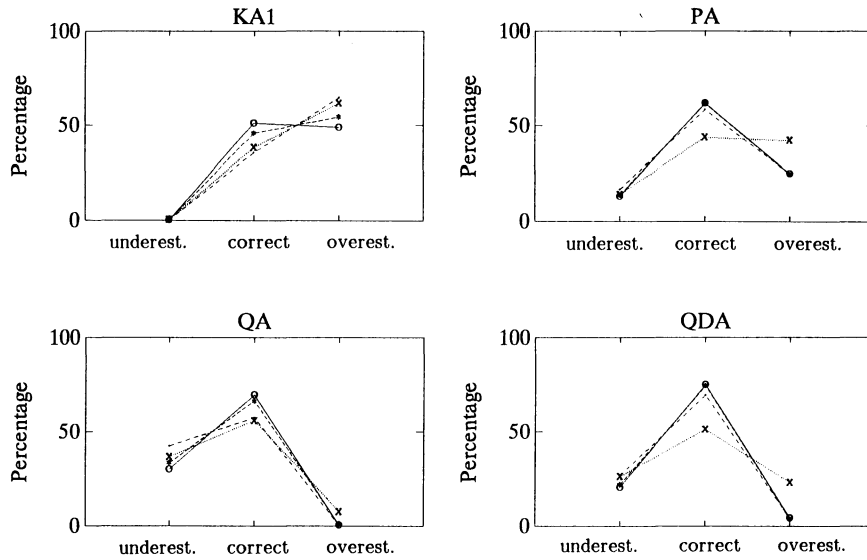 KA1
100
50
0
Percentage
underest. correct overest.
PA
100
50
0
Percentage
underest. correct overest.
QA
100
50
0
Percentage
underest. correct overest.
QDA
100
50
0
Percentage
underest. correct overest.